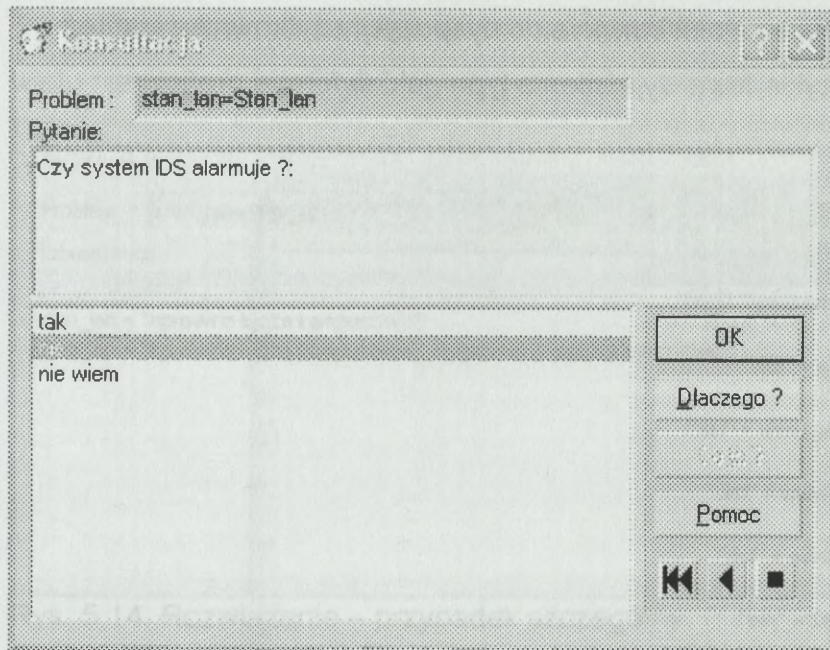 Konsultacja
Problem : stan_lan=Stan_lan
Pytanie:
Czy system IDS alarmuje ?:
tak
nie wiem
OK
Dlaczego ?
Pomoc